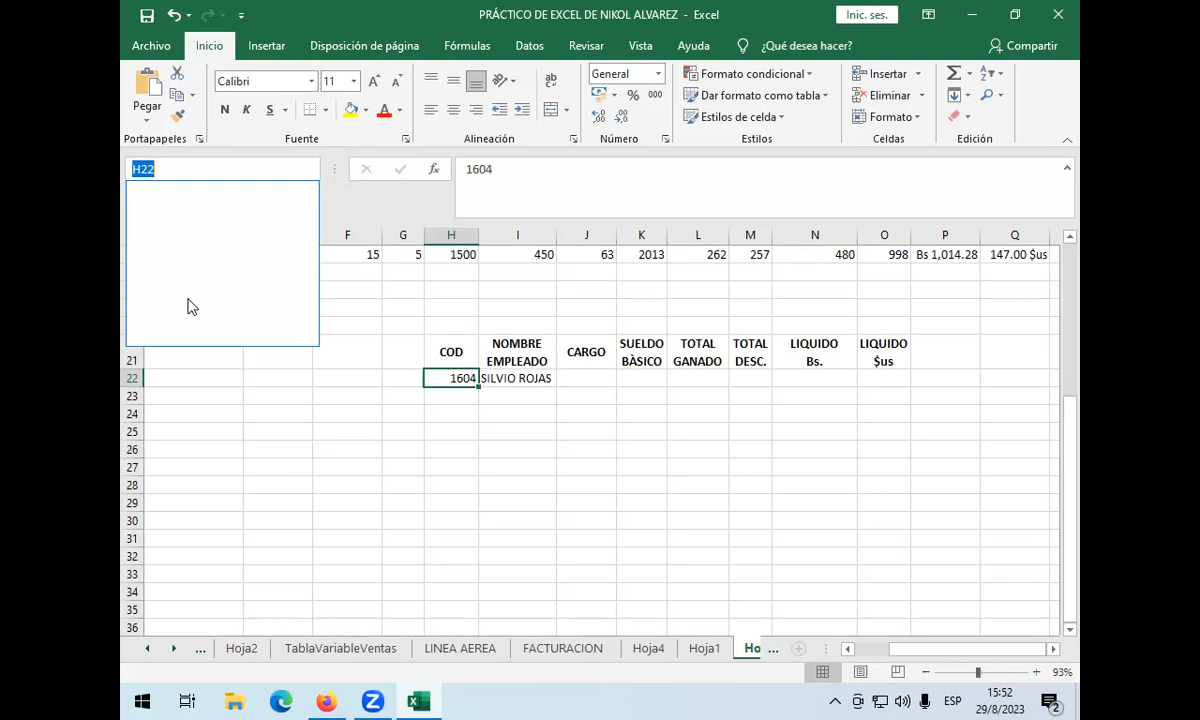 PRÁCTICO DE EXCEL DE NIKOL ALVAREZ - Excel
Inic. ses.
Archivo Inicio Insertar Disposición de página Fórmulas Datos Revisar Vista Ayuda ¿Qué desea hacer? Compartir
Pegar
Calibri 11
General
Formato condicional
Insertar
Dar formato como tabla
Eliminar
N K S
% 000
Estilos de celda
Formato
Portapapeles Fuente Alineación Número Estilos Celdas Edición
H22
fx 1604
F G H I J K L M N O P Q
15 5 1500 450 63 2013 262 257 480 998 Bs 1,014.28 147.00 $us
21 COD NOMBRE EMPLEADO CARGO SUELDO BÀSICO TOTAL GANADO TOTAL DESC. LIQUIDO Bs. LIQUIDO $us
22 1604 SILVIO ROJAS
23
24
25
26
27
28
29
30
31
32
33
34
35
36
... Hoja2 TablaVariableVentas LINEA AEREA FACTURACION Hoja4 Hoja1 Ho ...
93%
ESP
15:52
29/8/2023
2